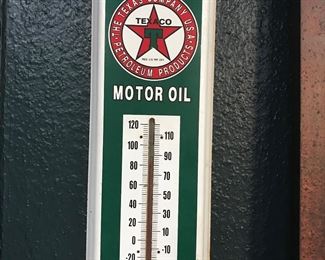 THE TEXAS COMPANY U.S.A.
TEXACO
T
PETROLEUM PRODUCTS
MOTOR OIL
120 110
100 90
80 70
60 50
40 30
20 10
0 -10
-20